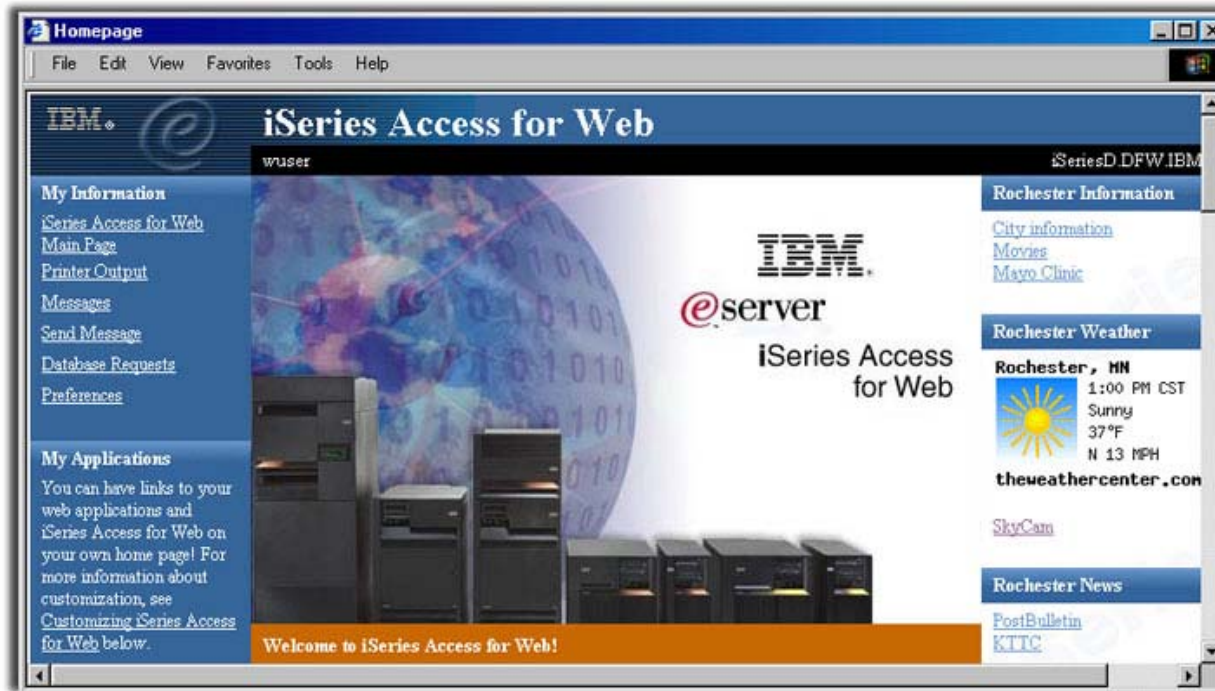 Homepage
File Edit View Favorites Tools Help
IBM®
e
iSeries Access for Web
wuser
iSeriesD.DFW.IBM
My Information
iSeries Access for Web
Main Page
Printer Output
Messages
Send Message
Database Requests
Preferences
My Applications
You can have links to your
web applications and
iSeries Access for Web on
your own home page! For
more information about
customization, see
Customizing iSeries Access
for Web below.
IBM®
eserver
iSeries Access
for Web
Welcome to iSeries Access for Web!
Rochester Information
City information
Movies
Mayo Clinic
Rochester Weather
Rochester, MN
1:00 PM CST
Sunny
37°F
N 13 MPH
theweathercenter.com
SkyCam
Rochester News
PostBulletin
KTTC